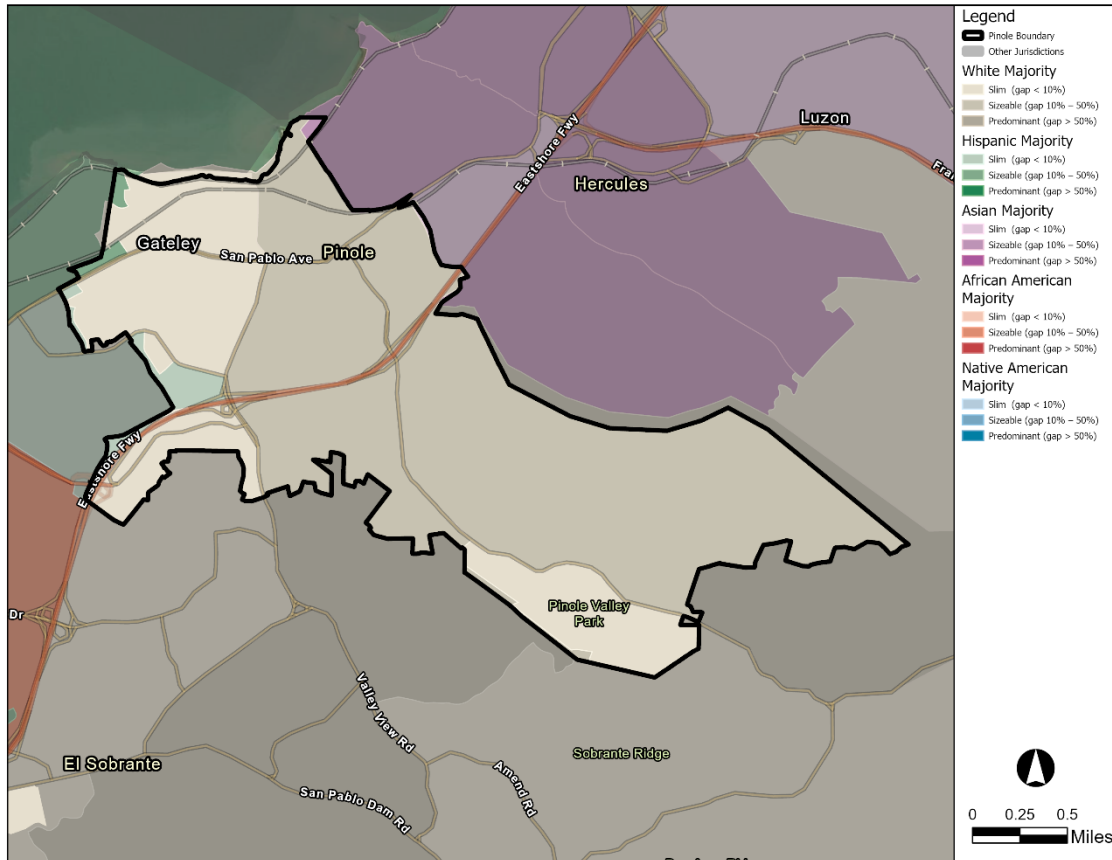 Legend
Pinole Boundary
Other Jurisdictions
White Majority
Slim (gap < 10%)
Sizeable (gap 10% – 50%)
Predominant (gap > 50%)
Hispanic Majority
Slim (gap < 10%)
Sizeable (gap 10% – 50%)
Predominant (gap > 50%)
Asian Majority
Slim (gap < 10%)
Sizeable (gap 10% – 50%)
Predominant (gap > 50%)
African American
Majority
Slim (gap < 10%)
Sizeable (gap 10% – 50%)
Predominant (gap > 50%)
Native American
Majority
Slim (gap < 10%)
Sizeable (gap 10% – 50%)
Predominant (gap > 50%)
0 0.25 0.5
Miles
Luzon
Eastshore Fwy
Hercules
Gateley
San Pablo Ave
Pinole
Eastshore Fwy
Pinole Valley
Park
Dr
Valley View Rd
Sobrante Ridge
El Sobrante
Amend Rd
San Pablo Dam Rd